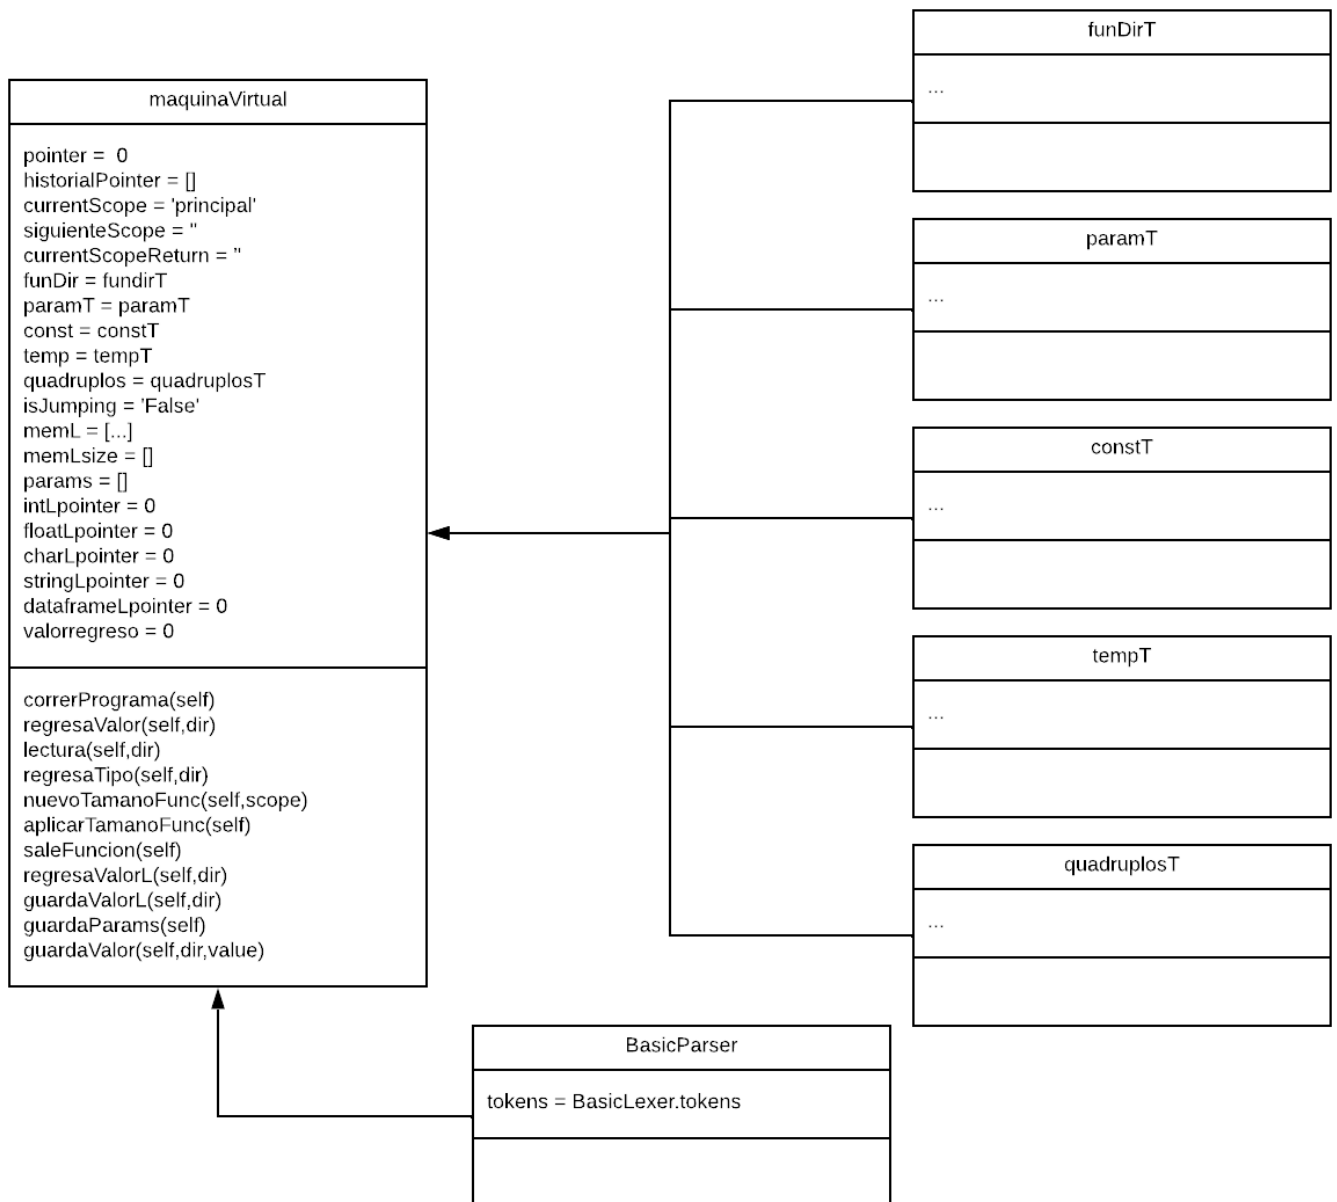 maquinaVirtual
pointer =  0
historialPointer = []
currentScope = 'principal'
siguienteScope = ''
currentScopeReturn = ''
funDir = fundirT
paramT = paramT
const = constT
temp = tempT
quadruplos = quadruplosT
isJumping = 'False'
memL = [...]
memLsize = []
params = []
intLpointer = 0
floatLpointer = 0
charLpointer = 0
stringLpointer = 0
dataframeLpointer = 0
valorregreso = 0
correrPrograma(self)
regresaValor(self,dir)
lectura(self,dir)
regresaTipo(self,dir)
nuevoTamanoFunc(self,scope)
aplicarTamanoFunc(self)
saleFuncion(self)
regresaValorL(self,dir)
guardaValorL(self,dir)
guardaParams(self)
guardaValor(self,dir,value)
funDirT
...
paramT
...
constT
...
tempT
...
quadruplosT
...
BasicParser
tokens = BasicLexer.tokens